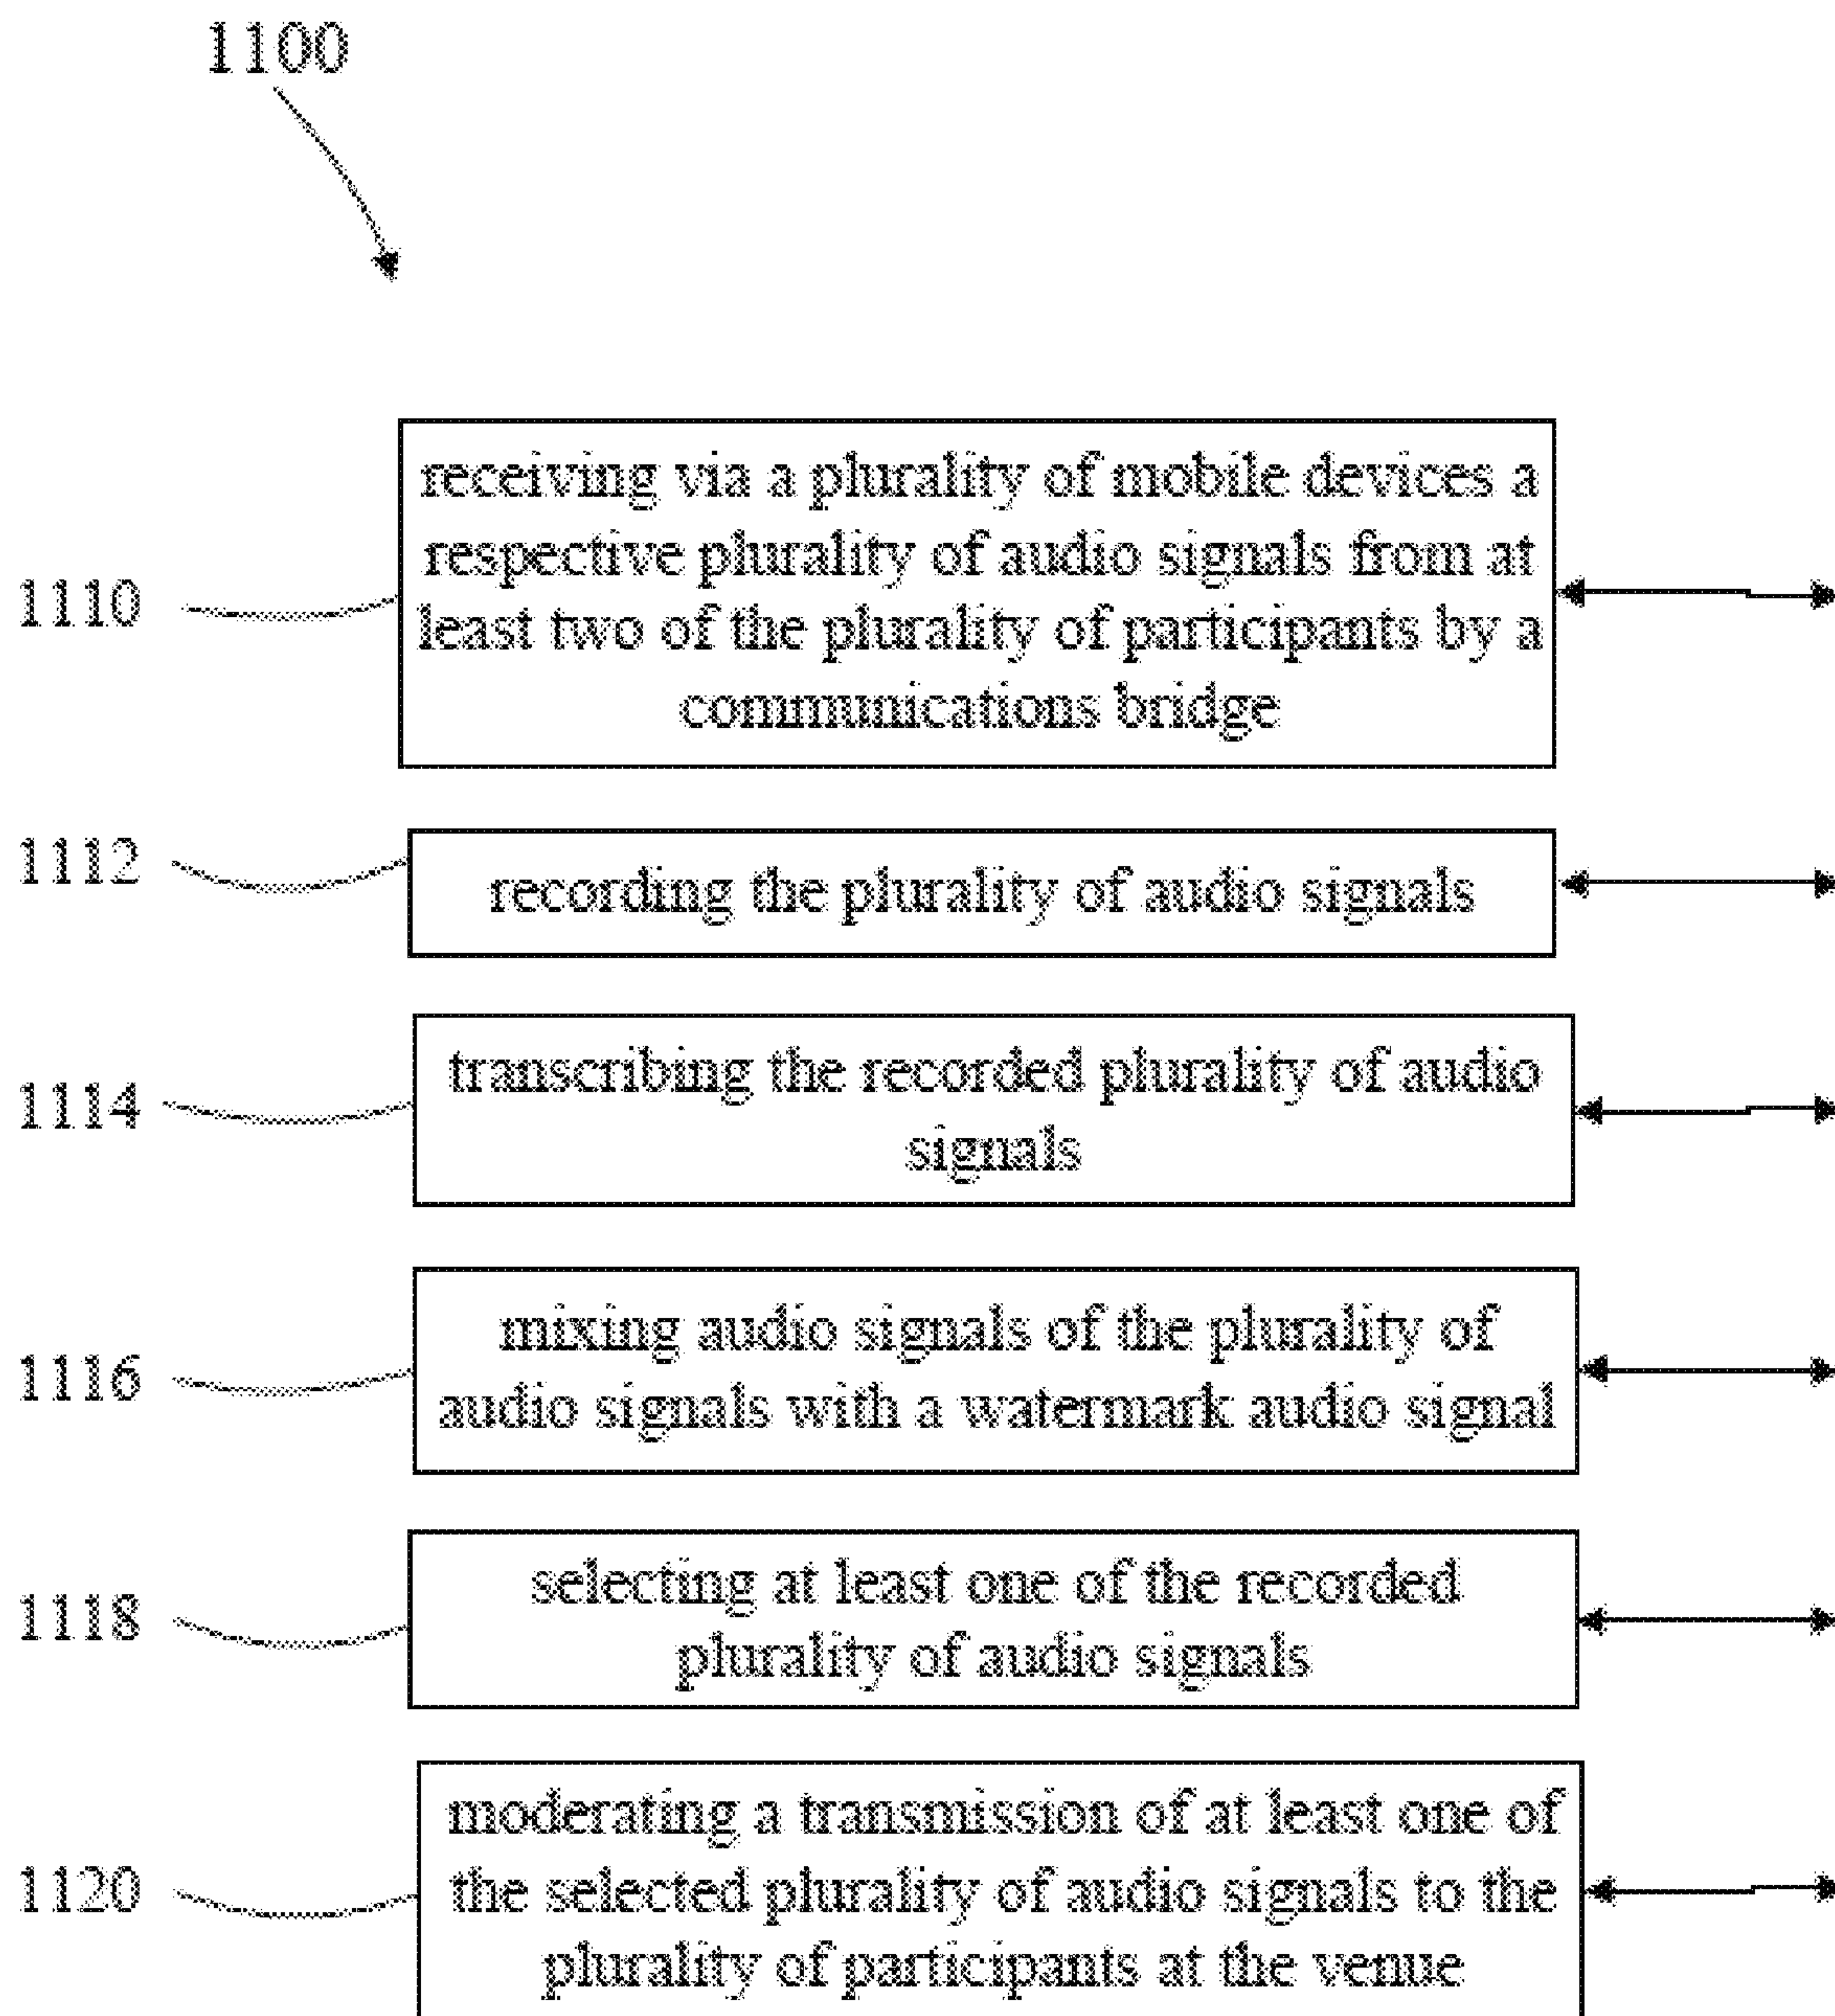 1100
1110
receiving via a plurality of mobile devices a
respective plurality of audio signals from at
least two of the plurality of participants by a
communications bridge
1112
recording the plurality of audio signals
1114
transcribing the recorded plurality of audio
signals
1116
mixing audio signals of the plurality of
audio signals with a watermark audio signal
1118
selecting at least one of the recorded
plurality of audio signals
1120
moderating a transmission of at least one of
the selected plurality of audio signals to the
plurality of participants at the venue